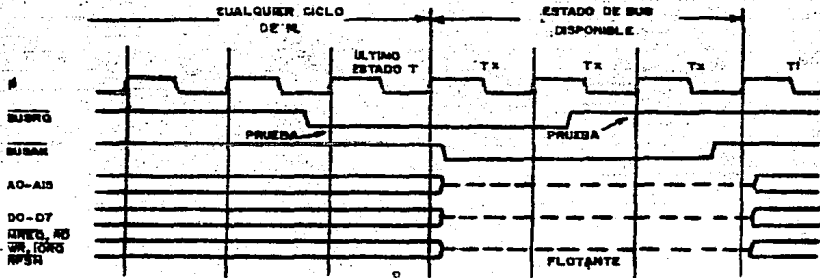 CUALQUIER CICLO
DE M.
ESTADO DE BUS
DISPONIBLE
ULTIMO
ESTADO T
TX
TX
TX
T1
Ø
BUSRQ
PRUEBA
PRUEBA
BUSAK
A0-A15
D0-D7
MREQ, RD
WR, IORQ
RFSH
FLOTANTE